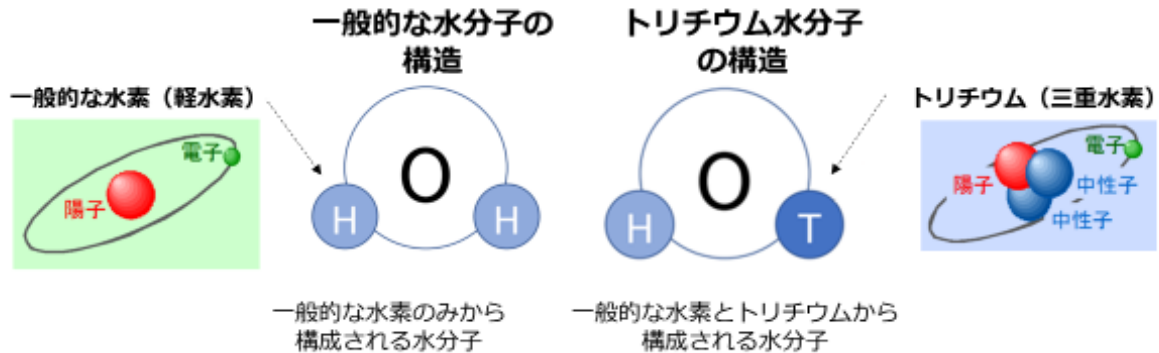 一般的な水分子の
構造
トリチウム水分子
の構造
一般的な水素（軽水素）
トリチウム（三重水素）
電子
陽子
O
H
H
O
H
T
電子
陽子
中性子
中性子
一般的な水素のみから
構成される水分子
一般的な水素とトリチウムから
構成される水分子